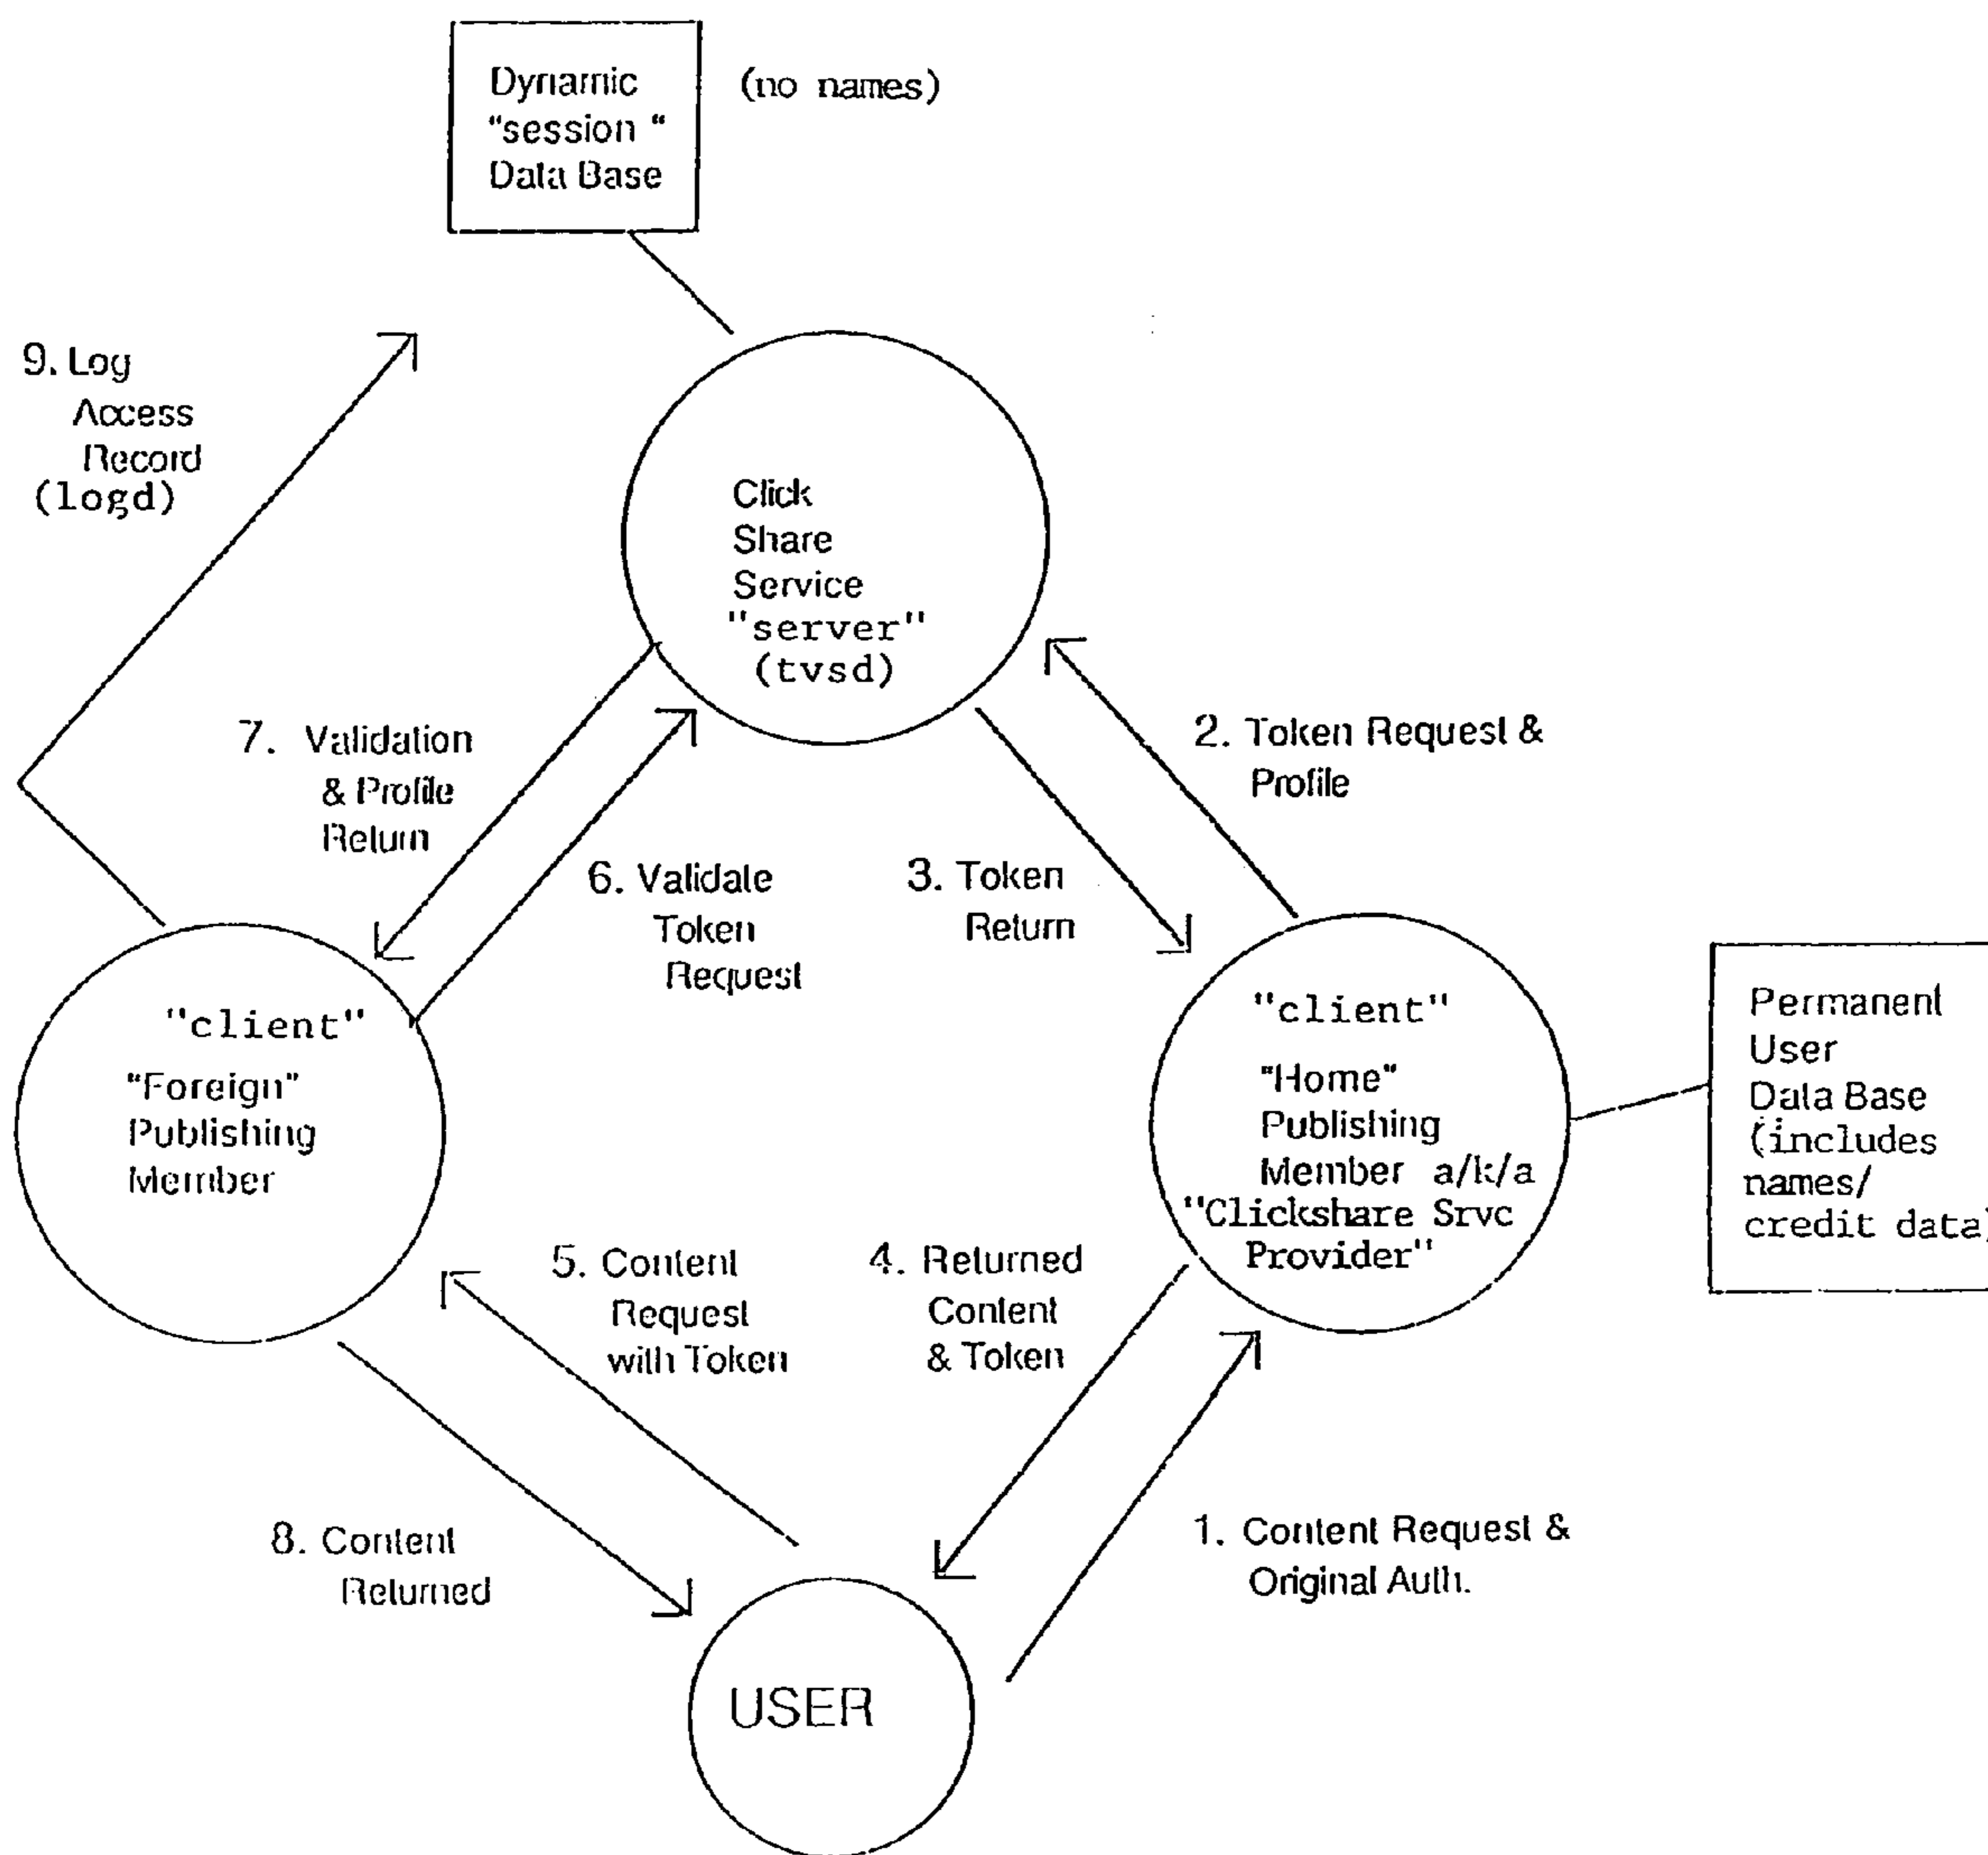 Dynamic
"session "
Data Base
(no names)
9. Log
Access
Record
(logd)
Click
Share
Service
"server"
(tvsd)
7. Validation
& Profile
Return
2. Token Request &
Profile
6. Validate
Token
Request
3. Token
Return
"client"
"Foreign"
Publishing
Member
"client"
"Home"
Publishing
Member a/k/a
"Clickshare Srvc
Provider"
Permanent
User
Data Base
(includes
names/
credit data)
5. Content
Request
with Token
4. Returned
Content
& Token
8. Content
Returned
1. Content Request &
Original Auth.
USER